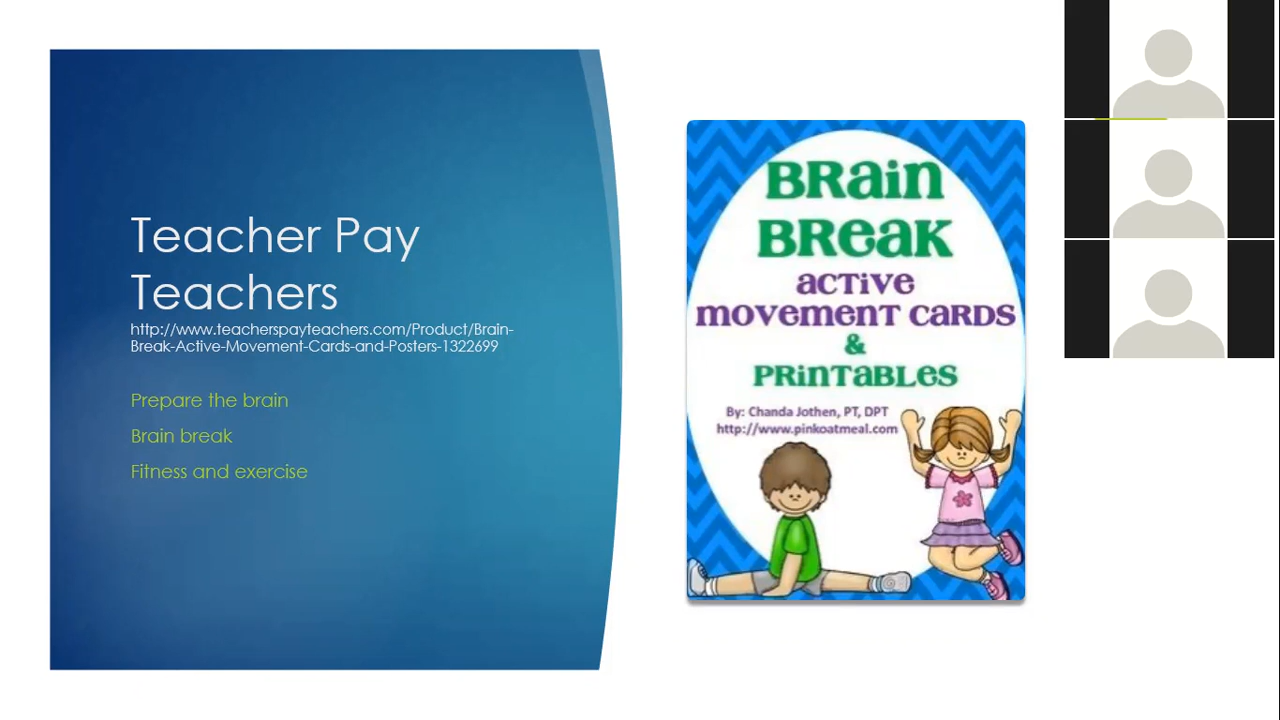 Teacher Pay
Teachers
http://www.teacherspayteachers.com/Product/Brain-
Break-Active-Movement-Cards-and-Posters-1322699
Prepare the brain
Brain break
Fitness and exercise
BRain
BREaK
acTivE
movEmEnT caRDs
&
PRinTaBLEs
By: Chanda Jothen, PT, DPT
http://www.pinkoatmeal.com